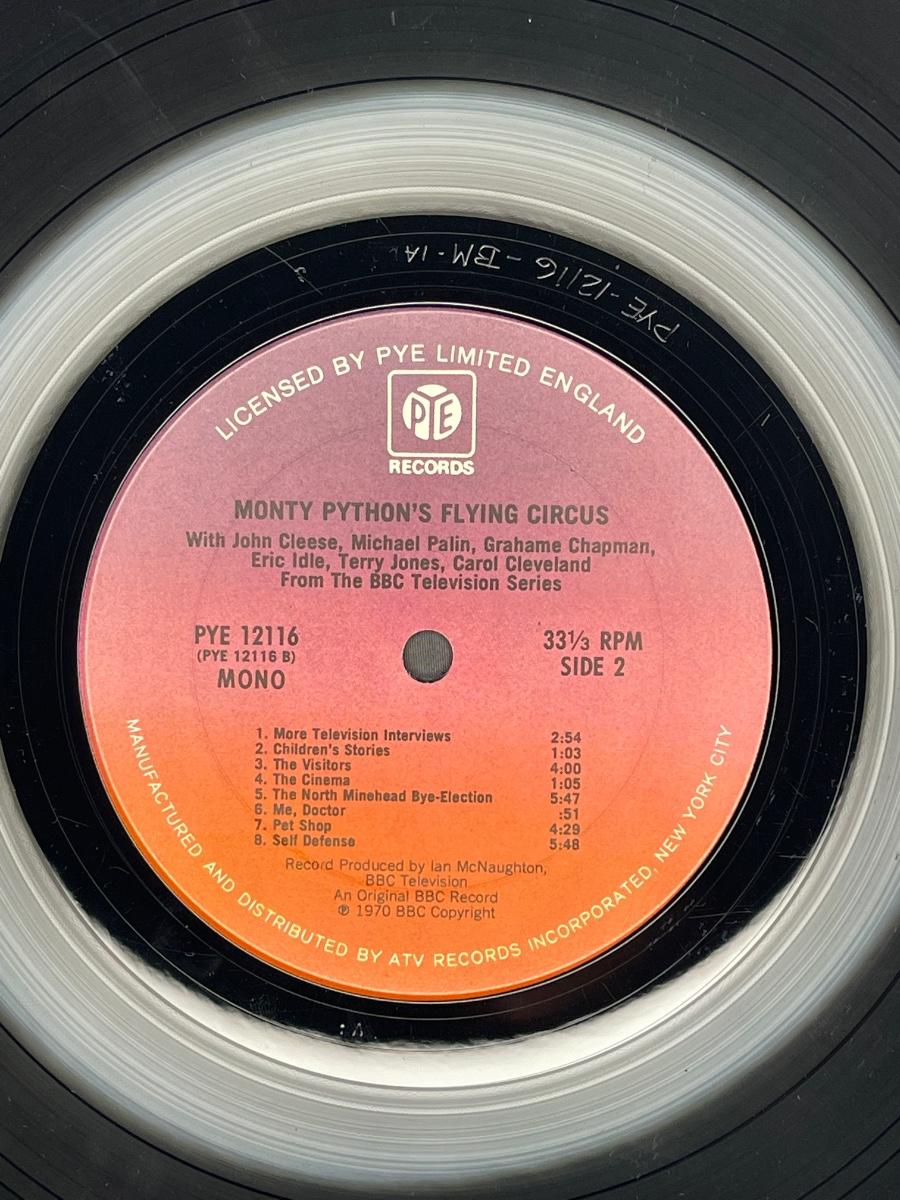 PYE-12116-BM-1A
LICENSED BY PYE LIMITED ENGLAND
PYE
RECORDS
MONTY PYTHON'S FLYING CIRCUS
With John Cleese, Michael Palin, Grahame Chapman,
Eric Idle, Terry Jones, Carol Cleveland
From The BBC Television Series
PYE 12116
(PYE 12116 B)
MONO
33⅓ RPM
SIDE 2
1. More Television Interviews 2:54
2. Children's Stories 1:03
3. The Visitors 4:00
4. The Cinema 1:05
5. The North Minehead Bye-Election 5:47
6. Me, Doctor :51
7. Pet Shop 4:29
8. Self Defense 5:48
Record Produced by Ian McNaughton,
BBC Television
An Original BBC Record
℗ 1970 BBC Copyright
MANUFACTURED AND DISTRIBUTED BY ATV RECORDS INCORPORATED, NEW YORK CITY